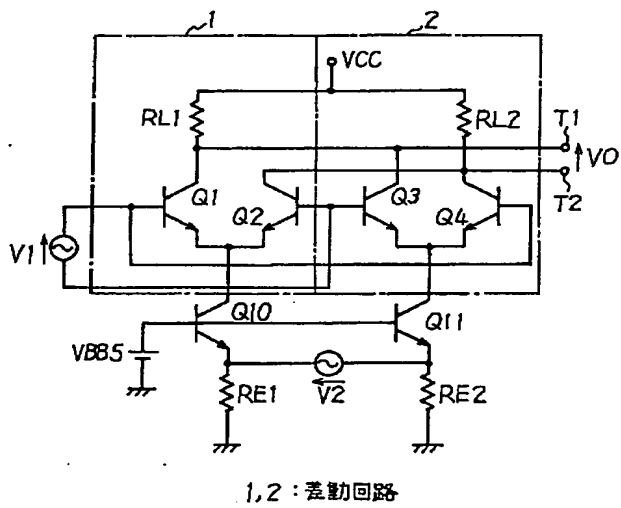 1
2
VCC
RL1
RL2
T1
VO
T2
Q1
Q2
Q3
Q4
V1
Q10
Q11
VBB5
V2
RE1
RE2
1,2:差動回路